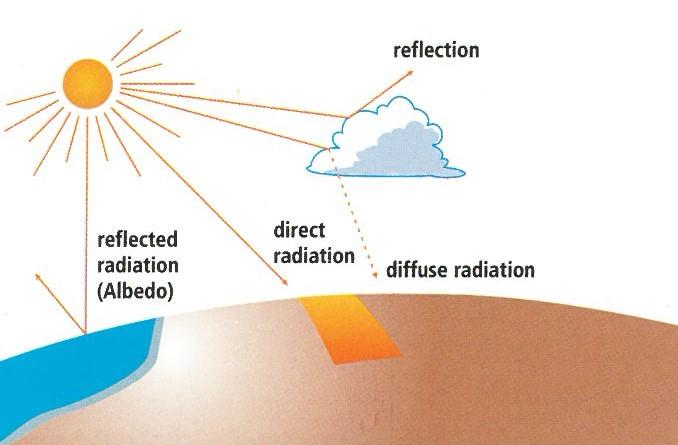 reflection
reflected
radiation
(Albedo)
direct
radiation
diffuse radiation